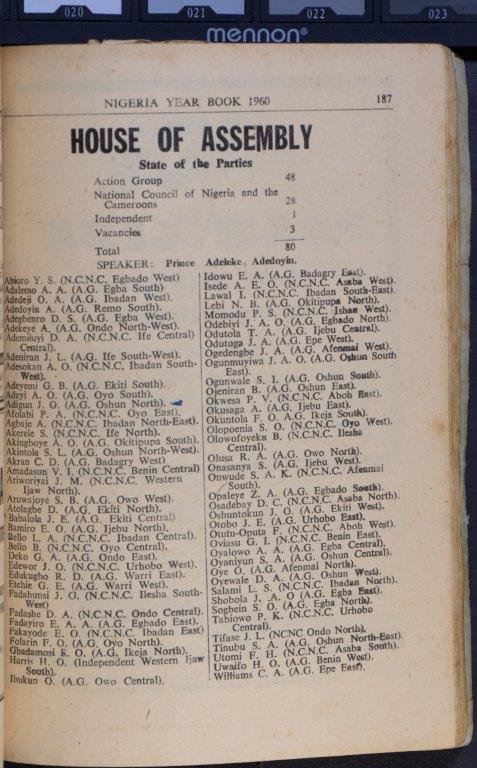 020 021 022 023
mennon®
NIGERIA YEAR BOOK 1960 187
HOUSE OF ASSEMBLY
State of the Parties
Action Group 48
National Council of Nigeria and the
Cameroons 28
Independent 1
Vacancies 3
Total 80
SPEAKER: Prince Adeleke Adedoyin.
Abioro Y. S. (N.C.N.C. Egbado West)
Adalemo A. A. (A.G. Egba South)
Adedeji O. A. (A.G. Ibadan West).
Adedoyin A. (A.G. Remo South).
Adegbenro D. S. (A.G. Egba West).
Adekeye A. (A.G. Ondo North-West).
Ademiluyi D. A. (N.C.N.C. Ife Central)
Central).
Adeniran J. L. (A.G. Ife South-West).
Adesokan A. O. (N.C.N.C. Ibadan South-
West).
Adeyemi G. B. (A.G. Ekiti South).
Adeyi A. O. (A.G. Oyo South).
Adigun J. O. (A.G. Oshun North).
Afolabi P. A. (N.C.N.C. Oyo East).
Agbaje A. (N.C.N.C. Ibadan North-East).
Akerele S. (N.C.N.C. Ife North).
Akingboye A. O. (A.G. Okitipupa South).
Akintola S. L. (A.G. Oshun North-West).
Akran C. D. (A.G. Badagary West)
Amadasun V. I. (N.C.N.C. Benin Central)
Ariworiyai J. M. (N.C.N.C. Western
Ijaw North).
Aruwajoye S. B. (A.G. Owo West).
Atolagbe D. A. (A.G. Ekiti North).
Babalola J. E. (A.G. Ekiti Central)
Bamiro E. O. (A.G. Ijebu North).
Bello L. A. (N.C.N.C. Ibadan Central).
Bello B. (N.C.N.C. Oyo Central).
Deko G. A. (A.G. Ondo East).
Edewor J. O. (N.C.N.C. Urhobo West).
Edukugho R. D. (A.G. Warri East).
Etchie G. E. (A.G. Warri West).
Fadahunsi J. O. (N.C.N.C. Ilesha South-
West)
Fadashe D. A. (N.C.N.C. Ondo Central).
Fadayiro E. A. A. (A.G. Egbado East).
Fakayode E. O. (N.C.N.C. Ibadan East)
Folarin F. O. (A.G. Oyo North).
Gbadamosi S. O. (A.G. Ikeja North).
Harris H. O. (Independent Western Ijaw
South).
Ibukun O. (A.G. Owo Central).
Idowu E. A. (A.G. Badagry East).
Isede A. E. O. (N.C.N.C. Asaba West).
Lawal I. (N.C.N.C. Ibadan South-East).
Lebi N. B. (A.G. Okitipupa North).
Momodu P. S. (N.C.N.C. Ishan West).
Odebiyi J. A. O. (A.G. Egbado North).
Odutola T. A. (A.G. Ijebu Central).
Odutuga J. A. (A.G. Epe West).
Ogedengbe J. A. (A.G. Afenmai West).
Ogunmuyiwa J. A. O. (A.G. Oshun South
East).
Ogunwale S. I. (A.G. Oshun South).
Ojeniran B. (A.G. Oshun East).
Okwesa P. V. (N.C.N.C. Aboh East).
Okusaga A. (A.G. Ijebu East).
Okuntola F. O. A.G. Ikeja South).
Olopoenia S. O. (N.C.N.C. Oyo West).
Olowofoyeku B. (N.C.N.C. Ilesha
Central).
Olusa R. A. (A.G. Owo North).
Onasanya S. (A.G. Ijebu West).
Onwude S. A. K. (N.C.N.C. Afenmai
South).
Opaleye Z. A. (A.G. Egbado South).
Osadebay D. C. (N.C.N.C. Asaba North).
Oshuntokun J. O. (A.G. Ekiti West).
Otobo J. E. (A.G. Urhobo East).
Otutu-Oputa F. (N.C.N.C. Aboh West).
Oviasu G. I. (N.C.N.C. Benin East).
Oyalowo A. A. (A.G. Egba Central).
Oyaniyun S. A. (A.G. Oshun Central).
Oye O, (A.G. Afenmai North).
Oyewale D. A. (A.G. Oshun West).
Salami L. S. (N.C.N.C. Ibadan North).
Shobola J. A. O (A.G. Egba East).
Sogbein S. O. (A.G. Egba North).
Tabiowo P. K. (N.C.N.C. Urhobo
Central).
Tifase J. L. (NCNC Ondo North).
Tinubu S. A. (A.G. Oshun North-East).
Utomi F. H. (N.C.N.C. Asaba South).
Uwaifo H. O. (A.G. Benin West).
Williams C. A. (A.G. Epe East).